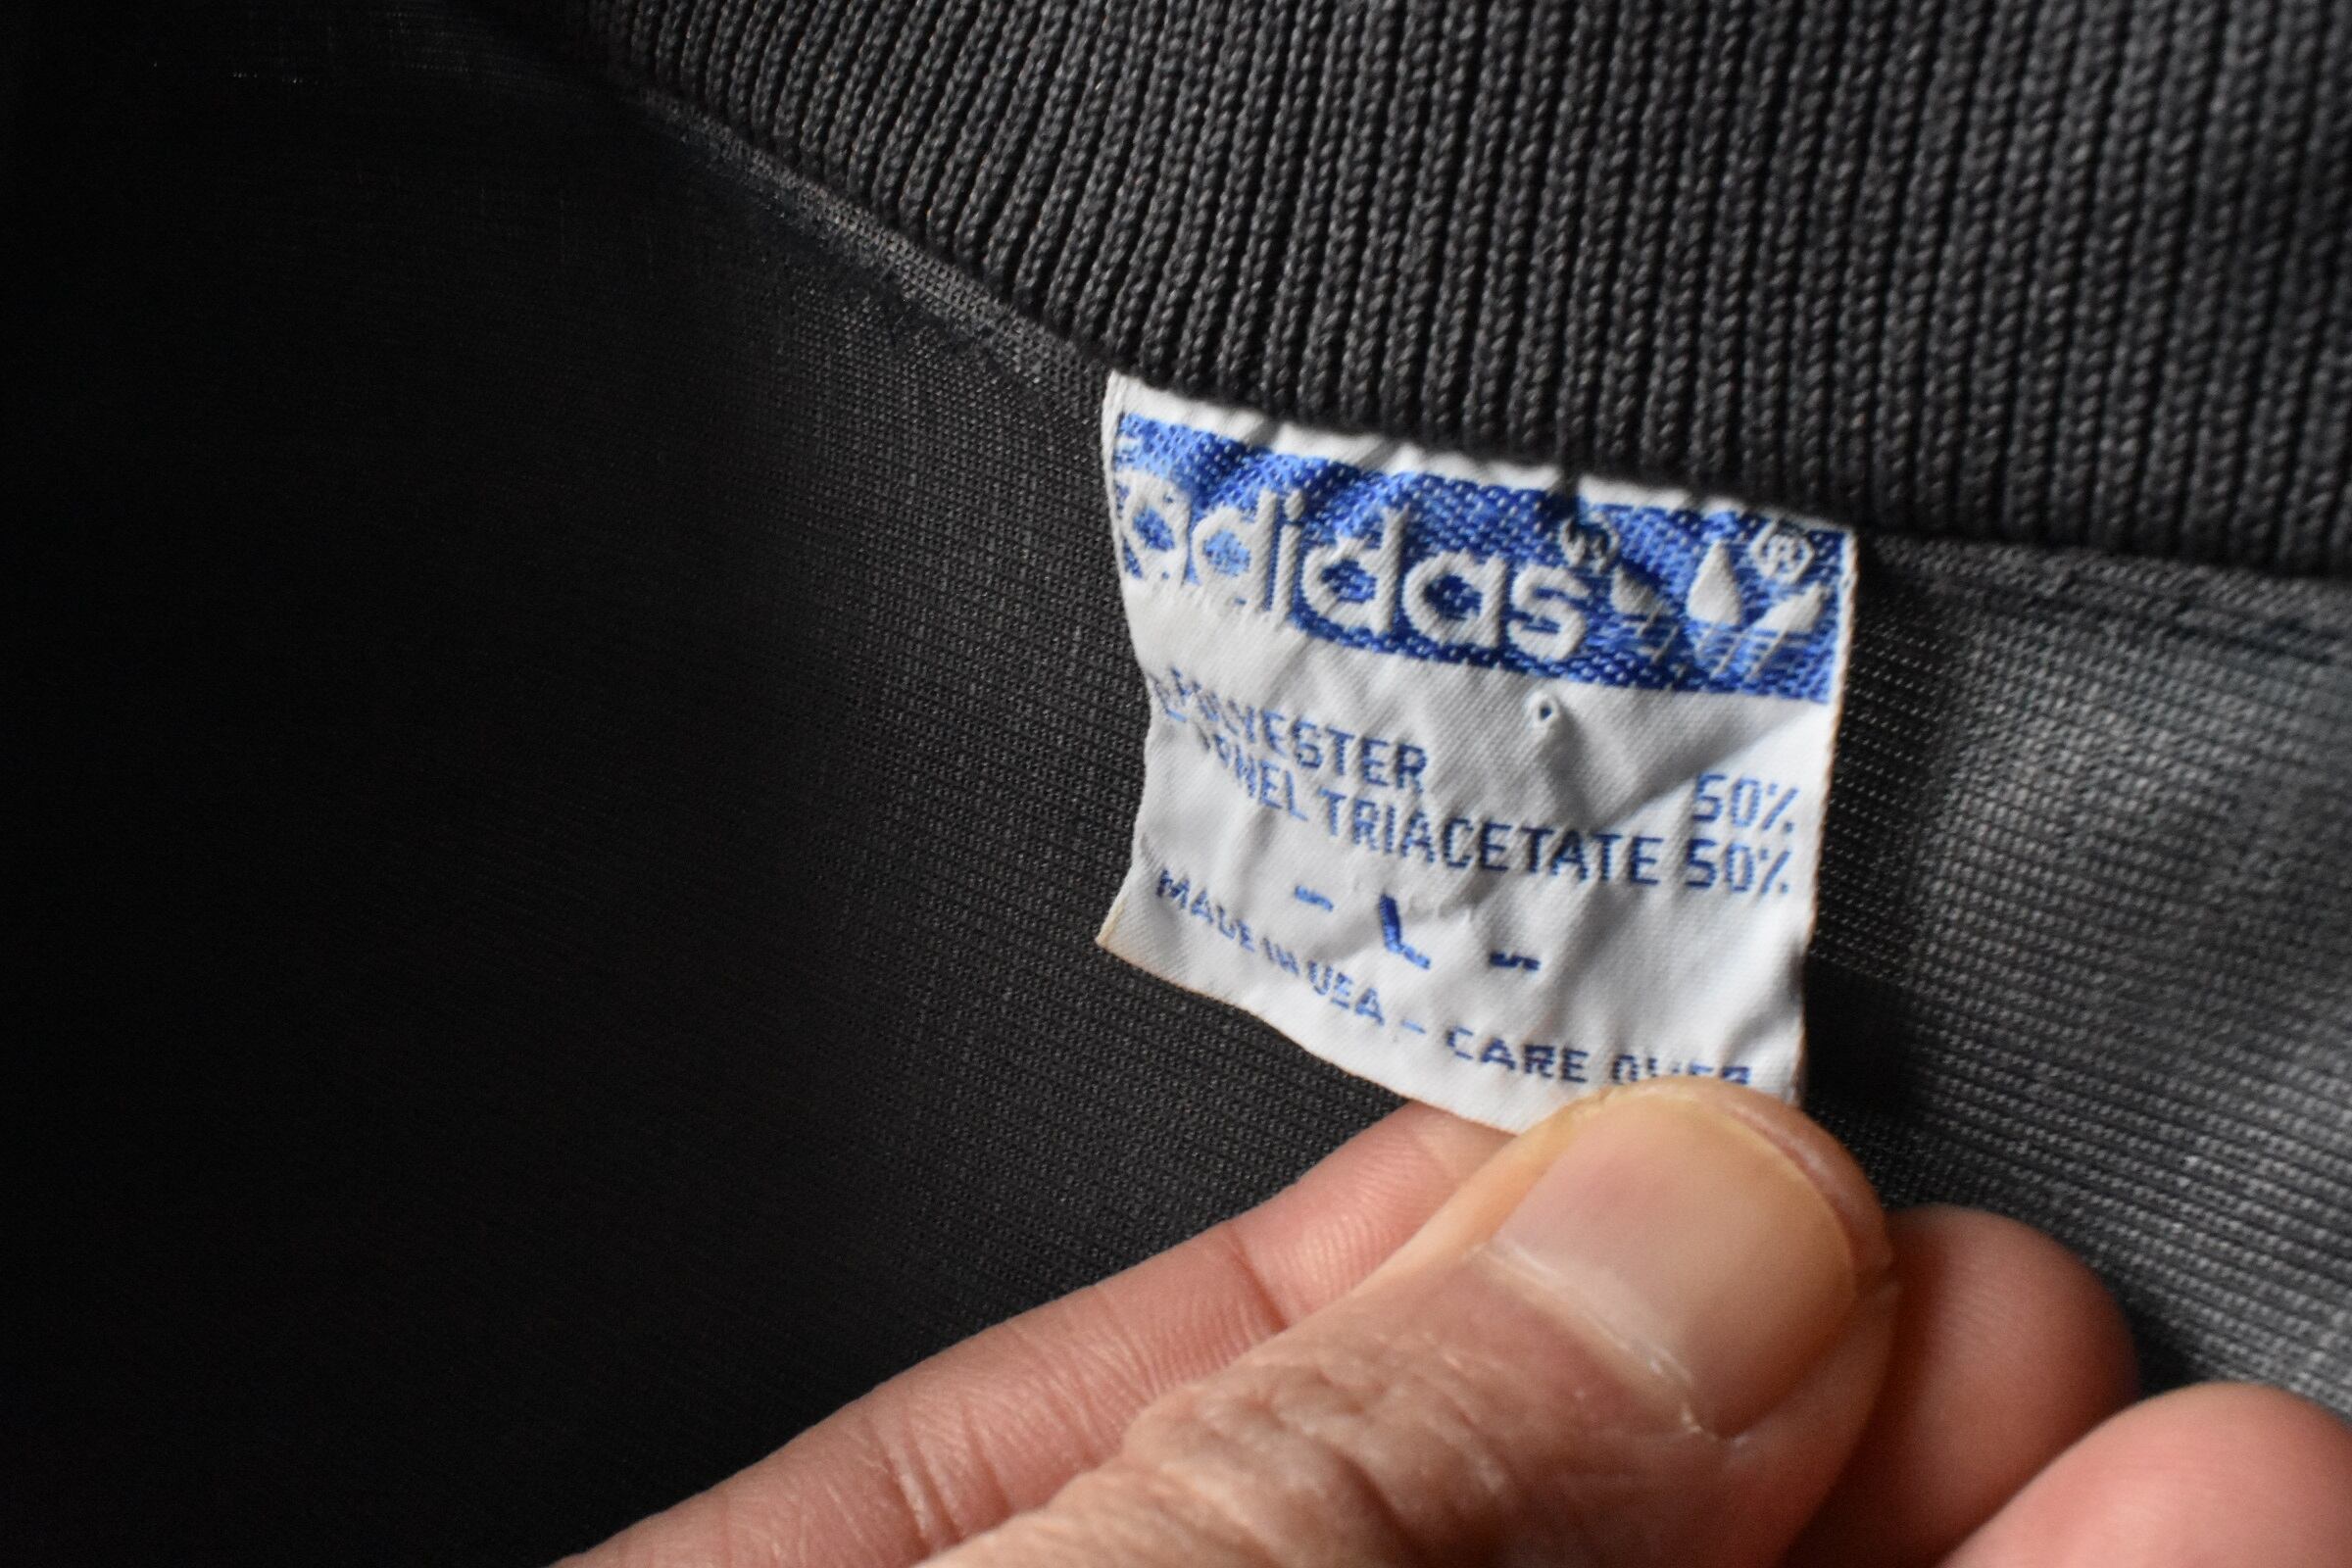 adidas ®
POLYESTER 50%
ARNEL TRIACETATE 50%
- L -
MADE IN USA - CARE OVER